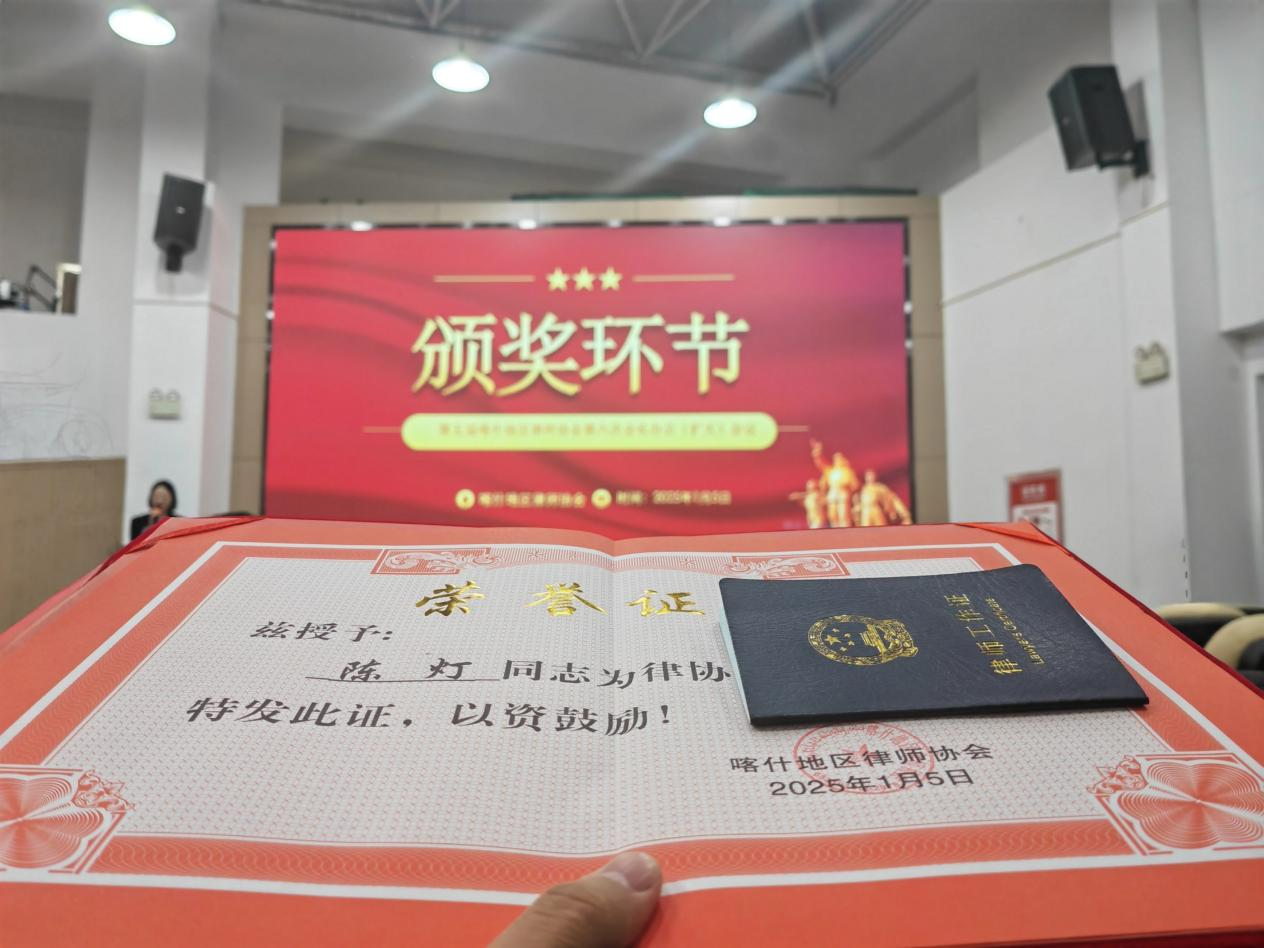 颁奖环节
喀什地区律师协会 时间：2025年1月5日
荣誉证
兹授予：
陈 灯 同志为律协
特发此证，以资鼓励！
喀什地区律师协会
2025年1月5日
律师工作证
Lawyer's Certificate